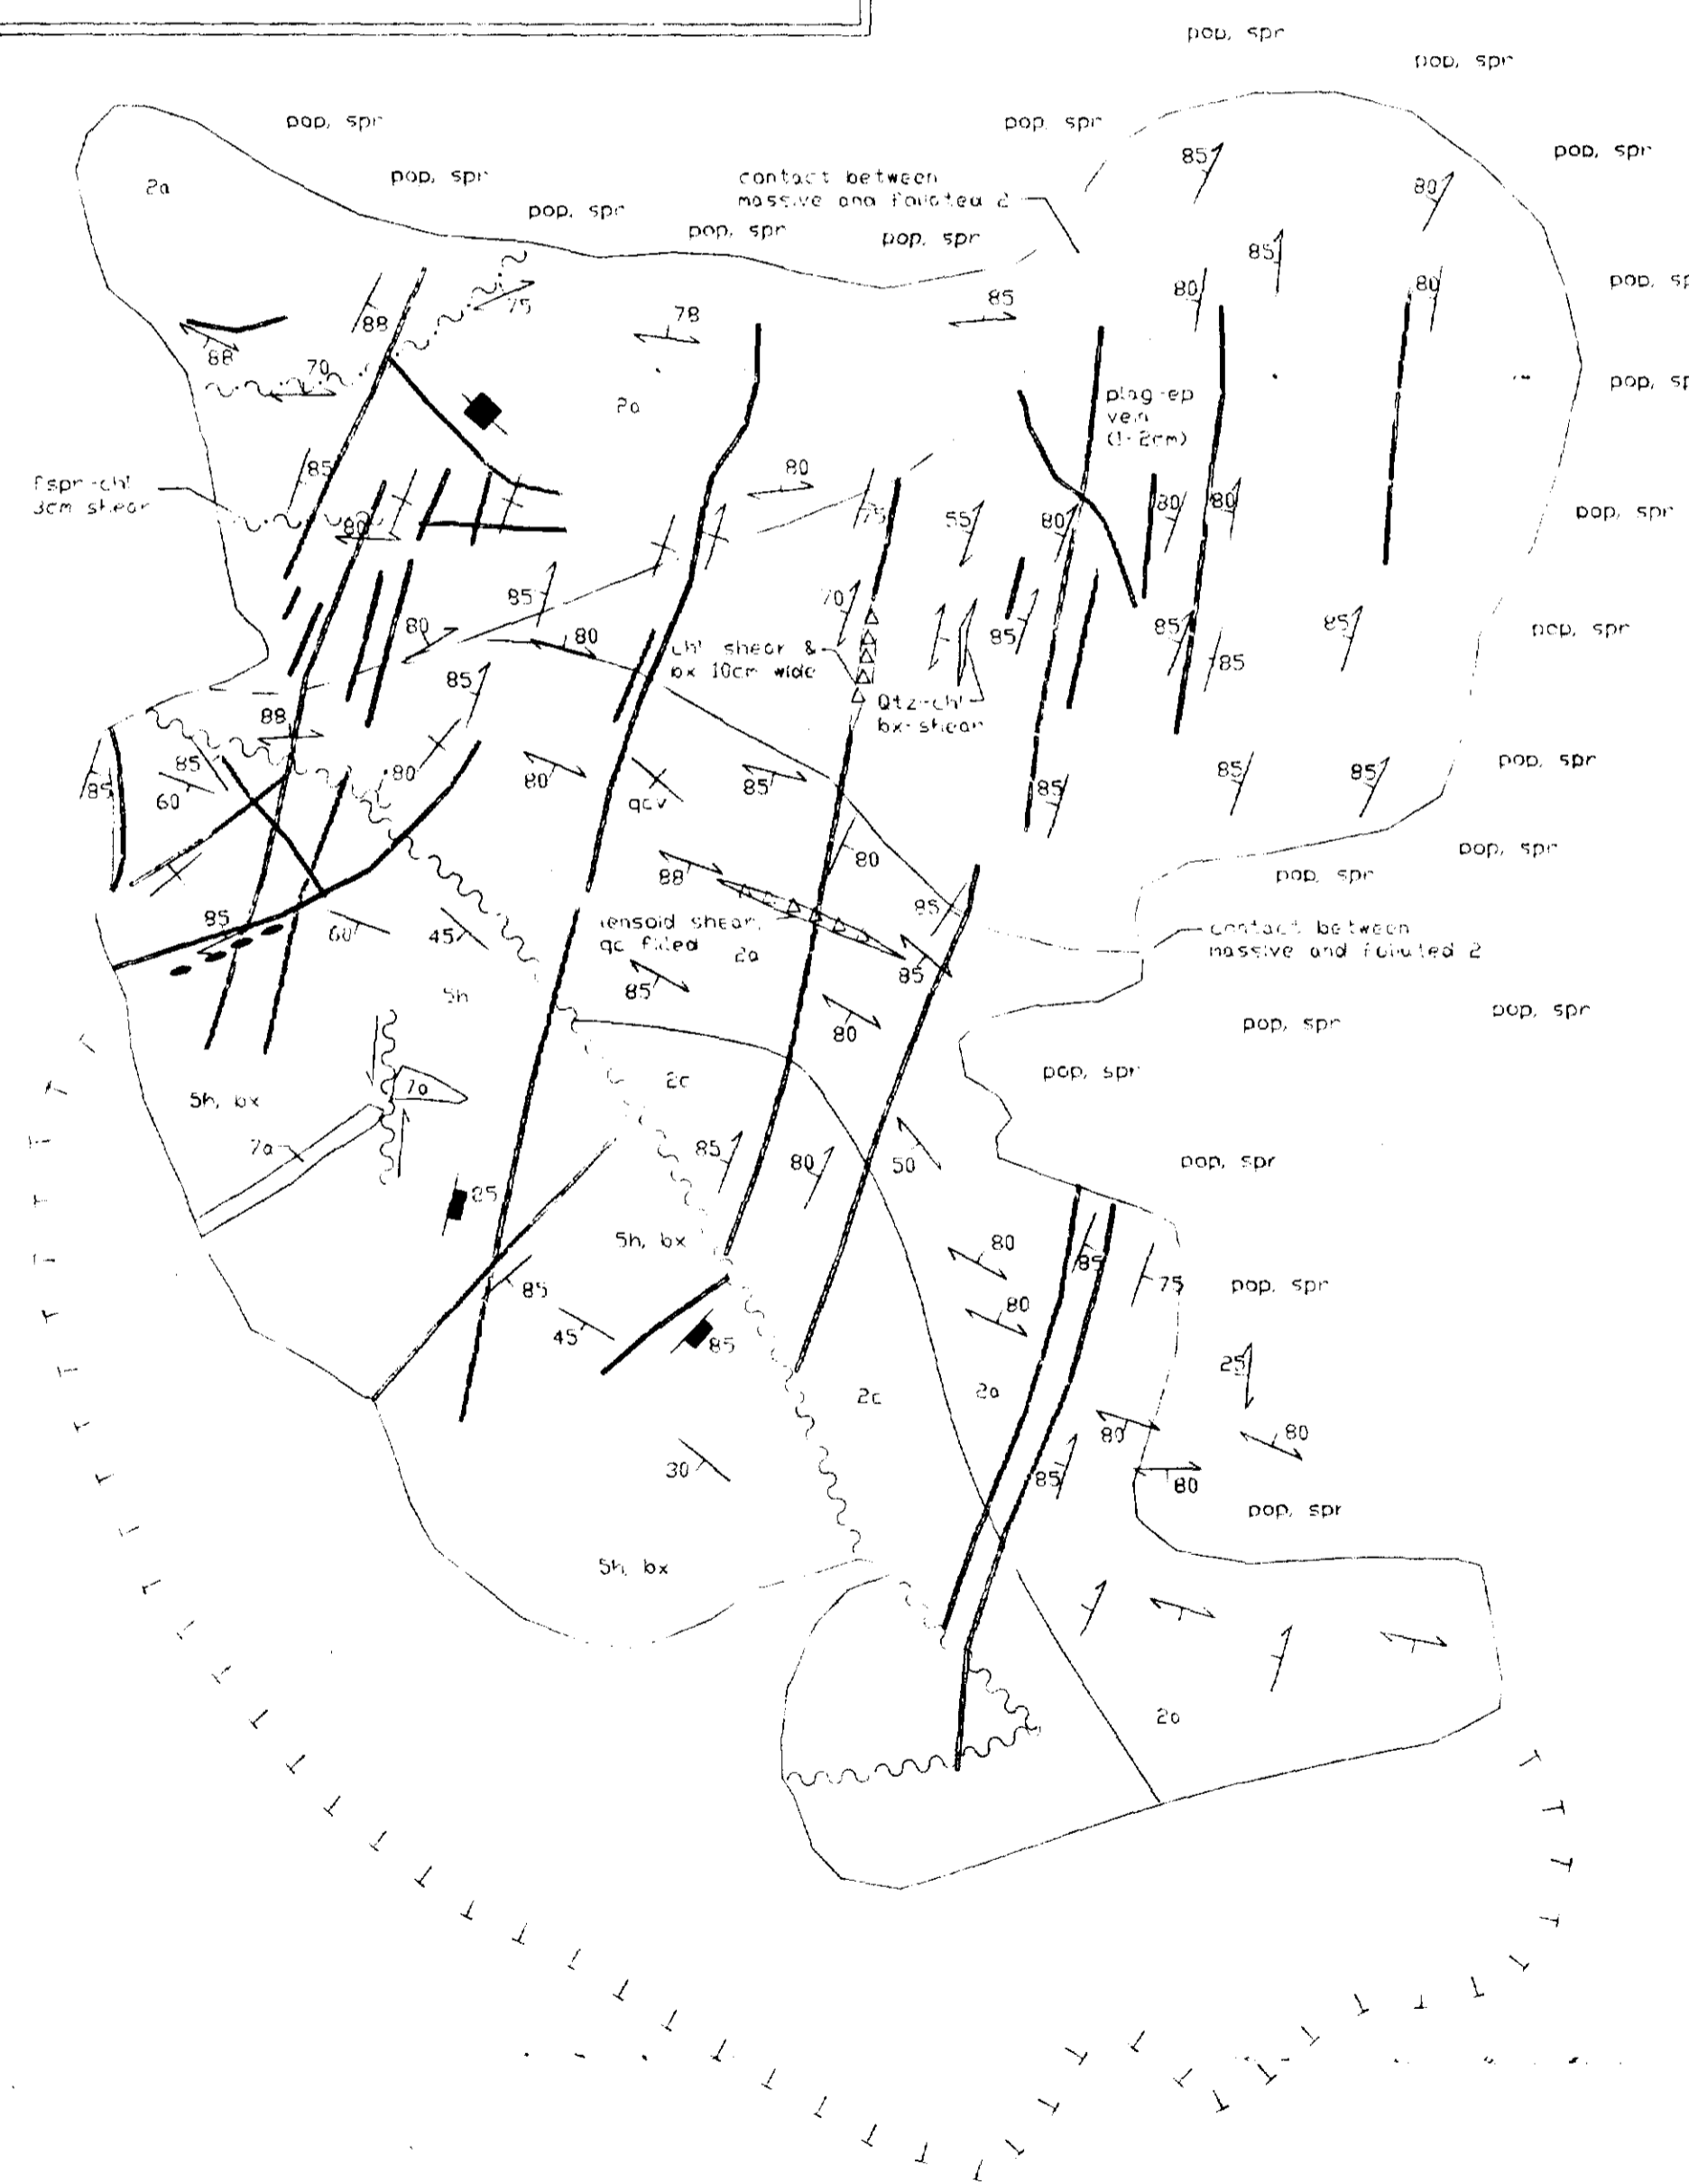 pop, spr
pop, spr
pop, spr
pop, spr
pop, spr
2a
pop, spr
contact between
massive and foliated 2
pop, spr
pop, spr
pop, spr
85
80
85
80
80
pop, sp
75
88
88
78
85
70
2a
plag-ep
vein
(1-2cm)
pop, sp
fspr-chl
3cm shear
85
80
80
75
55
80
80
80
pop, spr
85
70
80
80
chl shear &
bx 10cm wide
85
85
85
85
pop, spr
85
Qtz-chl
bx-shear
88
85
85
60
80
80
qcv
85
85
85
85
pop, spr
88
80
pop, spr
pop, spr
85
60
45
lensoid shear,
qc filled
2a
85
85
contact between
massive and foliated 2
5h
85
80
pop, spr
pop, spr
2c
pop, spr
7a
5h, bx
7a
85
80
50
pop, spr
85
5h, bx
80
85
75
pop, spr
85
45
85
80
25
2c
2a
80
80
85
80
30
pop, spr
5h, bx
2a